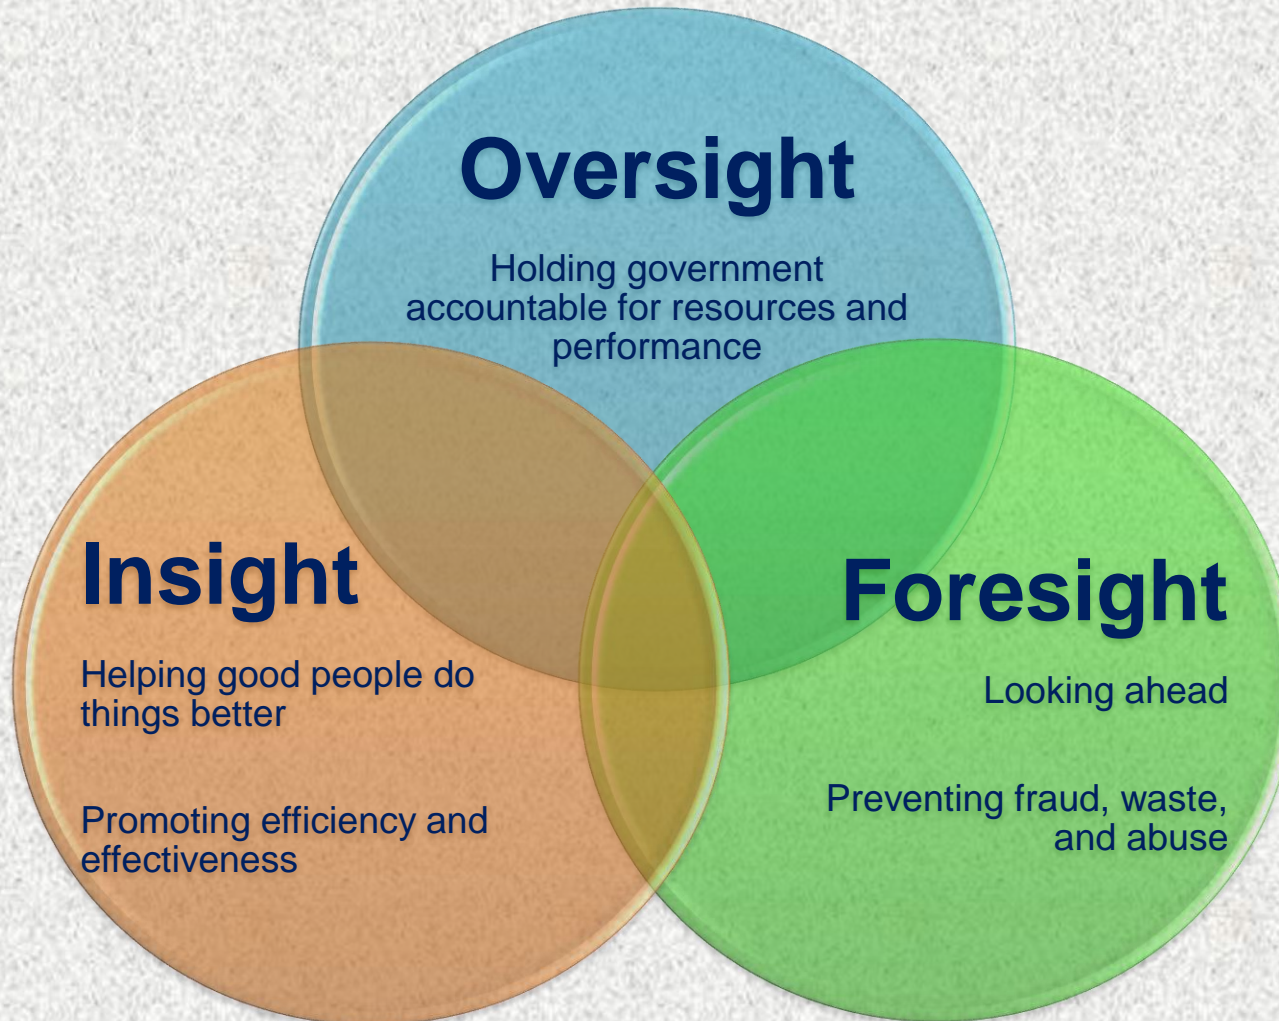 Oversight
Holding government
accountable for resources and
performance
Insight
Helping good people do
things better
Promoting efficiency and
effectiveness
Foresight
Looking ahead
Preventing fraud, waste,
and abuse